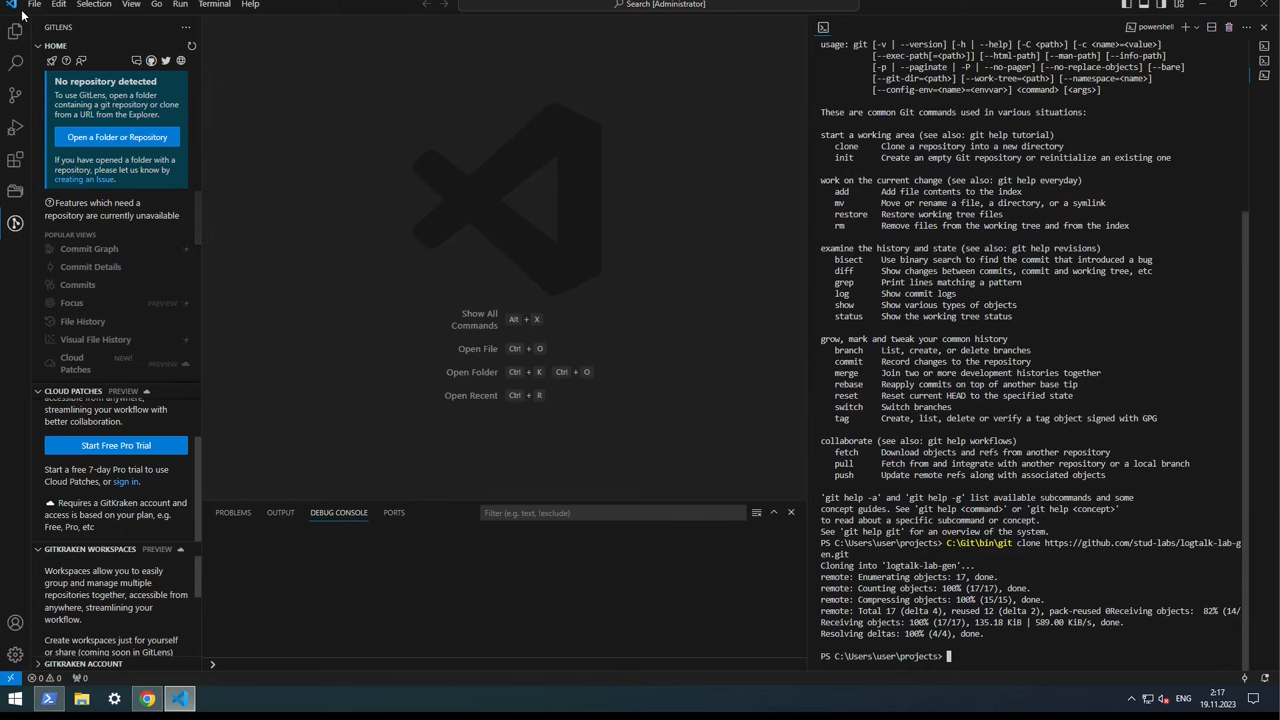 File Edit Selection View Go Run Terminal Help
Search [Administrator]
GITLENS
HOME
No repository detected
To use GitLens, open a folder
containing a git repository or clone
from a URL from the Explorer.
Open a Folder or Repository
If you have opened a folder with a
repository, please let us know by
creating an Issue.
Features which need a
repository are currently unavailable
POPULAR VIEWS
Commit Graph
Commit Details
Commits
Focus PREVIEW
File History
Visual File History
Cloud
Patches NEW! PREVIEW
CLOUD PATCHES PREVIEW
accessible from anywhere,
streamlining your workflow with
better collaboration.
Start Free Pro Trial
Start a free 7-day Pro trial to use
Cloud Patches, or sign in.
Requires a GitKraken account and
access is based on your plan, e.g.
Free, Pro, etc
GITKRAKEN WORKSPACES PREVIEW
Workspaces allow you to easily
group and manage multiple
repositories together, accessible from
anywhere, streamlining your
workflow.
Create workspaces just for yourself
or share (coming soon in GitLens)
GITKRAKEN ACCOUNT
Show All
Commands Alt + X
Open File Ctrl + O
Open Folder Ctrl + K Ctrl + O
Open Recent Ctrl + R
PROBLEMS OUTPUT DEBUG CONSOLE PORTS
Filter (e.g. text, !exclude)
powershell
usage: git [-v | --version] [-h | --help] [-C <path>] [-c <name>=<value>]
[--exec-path[=<path>]] [--html-path] [--man-path] [--info-path]
[-p | --paginate | -P | --no-pager] [--no-replace-objects] [--bare]
[--git-dir=<path>] [--work-tree=<path>] [--namespace=<name>]
[--config-env=<name>=<envvar>] <command> [<args>]
These are common Git commands used in various situations:
start a working area (see also: git help tutorial)
clone Clone a repository into a new directory
init Create an empty Git repository or reinitialize an existing one
work on the current change (see also: git help everyday)
add Add file contents to the index
mv Move or rename a file, a directory, or a symlink
restore Restore working tree files
rm Remove files from the working tree and from the index
examine the history and state (see also: git help revisions)
bisect Use binary search to find the commit that introduced a bug
diff Show changes between commits, commit and working tree, etc
grep Print lines matching a pattern
log Show commit logs
show Show various types of objects
status Show the working tree status
grow, mark and tweak your common history
branch List, create, or delete branches
commit Record changes to the repository
merge Join two or more development histories together
rebase Reapply commits on top of another base tip
reset Reset current HEAD to the specified state
switch Switch branches
tag Create, list, delete or verify a tag object signed with GPG
collaborate (see also: git help workflows)
fetch Download objects and refs from another repository
pull Fetch from and integrate with another repository or a local branch
push Update remote refs along with associated objects
'git help -a' and 'git help -g' list available subcommands and some
concept guides. See 'git help <command>' or 'git help <concept>'
to read about a specific subcommand or concept.
See 'git help git' for an overview of the system.
PS C:\Users\user\projects> C:\Git\bin\git clone https://github.com/stud-labs/logtalk-lab-g
en.git
Cloning into 'logtalk-lab-gen'...
remote: Enumerating objects: 17, done.
remote: Counting objects: 100% (17/17), done.
remote: Compressing objects: 100% (15/15), done.
remote: Total 17 (delta 4), reused 12 (delta 2), pack-reused 0Receiving objects: 82% (14/
Receiving objects: 100% (17/17), 135.18 KiB | 589.00 KiB/s, done.
Resolving deltas: 100% (4/4), done.
PS C:\Users\user\projects>
0 0 0
ENG
2:17
19.11.2023